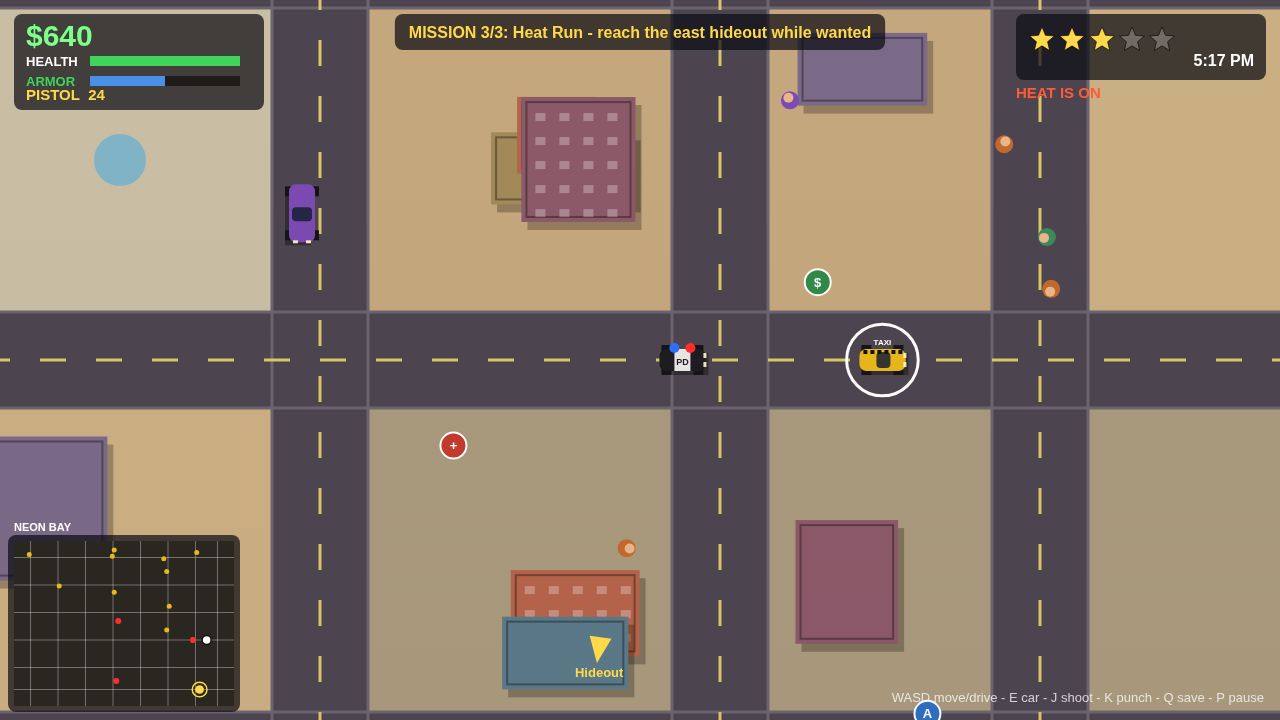 $640
HEALTH
ARMOR
PISTOL 24
MISSION 3/3: Heat Run - reach the east hideout while wanted
5:17 PM
HEAT IS ON
$
TAXI
PD
+
NEON BAY
Hideout
WASD move/drive - E car - J shoot - K punch - Q save - P pause
A